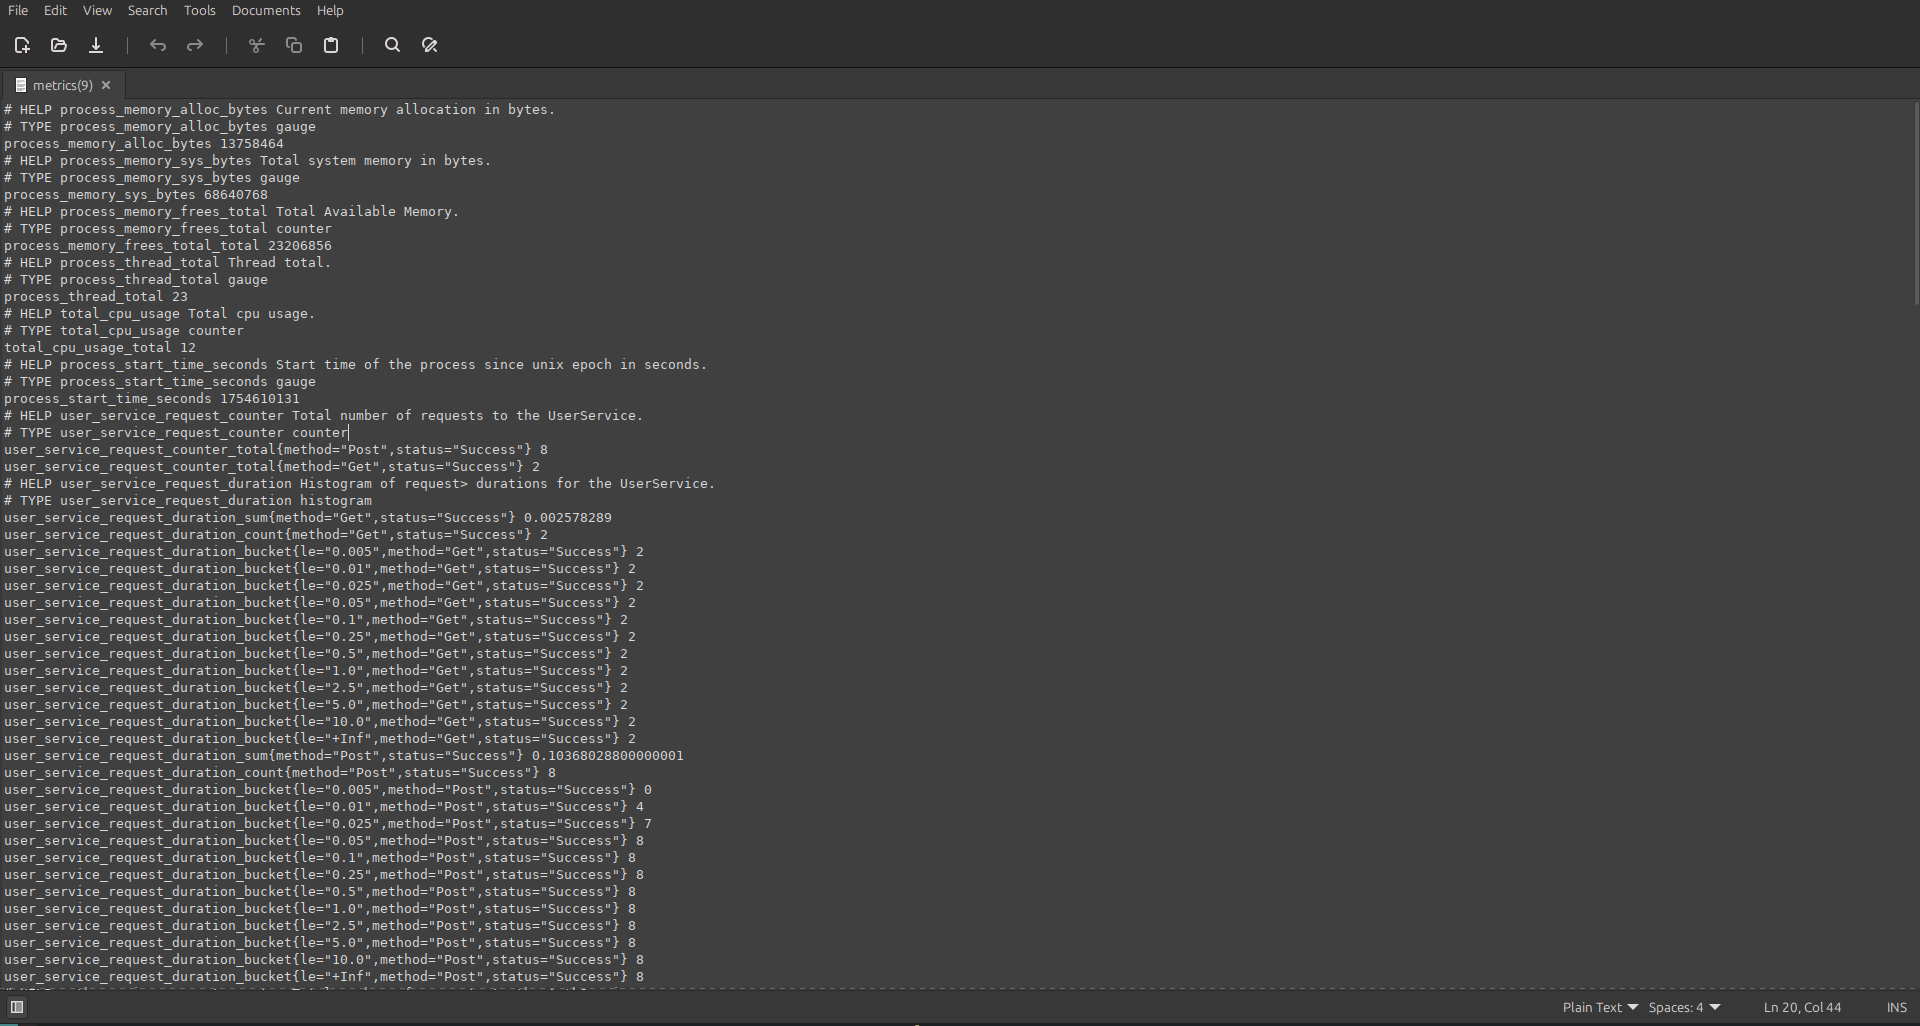 File Edit View Search Tools Documents Help
metrics(9)
# HELP process_memory_alloc_bytes Current memory allocation in bytes.
# TYPE process_memory_alloc_bytes gauge
process_memory_alloc_bytes 13758464
# HELP process_memory_sys_bytes Total system memory in bytes.
# TYPE process_memory_sys_bytes gauge
process_memory_sys_bytes 68640768
# HELP process_memory_frees_total Total Available Memory.
# TYPE process_memory_frees_total counter
process_memory_frees_total_total 23206856
# HELP process_thread_total Thread total.
# TYPE process_thread_total gauge
process_thread_total 23
# HELP total_cpu_usage Total cpu usage.
# TYPE total_cpu_usage counter
total_cpu_usage_total 12
# HELP process_start_time_seconds Start time of the process since unix epoch in seconds.
# TYPE process_start_time_seconds gauge
process_start_time_seconds 1754610131
# HELP user_service_request_counter Total number of requests to the UserService.
# TYPE user_service_request_counter counter
user_service_request_counter_total{method="Post",status="Success"} 8
user_service_request_counter_total{method="Get",status="Success"} 2
# HELP user_service_request_duration Histogram of request> durations for the UserService.
# TYPE user_service_request_duration histogram
user_service_request_duration_sum{method="Get",status="Success"} 0.002578289
user_service_request_duration_count{method="Get",status="Success"} 2
user_service_request_duration_bucket{le="0.005",method="Get",status="Success"} 2
user_service_request_duration_bucket{le="0.01",method="Get",status="Success"} 2
user_service_request_duration_bucket{le="0.025",method="Get",status="Success"} 2
user_service_request_duration_bucket{le="0.05",method="Get",status="Success"} 2
user_service_request_duration_bucket{le="0.1",method="Get",status="Success"} 2
user_service_request_duration_bucket{le="0.25",method="Get",status="Success"} 2
user_service_request_duration_bucket{le="0.5",method="Get",status="Success"} 2
user_service_request_duration_bucket{le="1.0",method="Get",status="Success"} 2
user_service_request_duration_bucket{le="2.5",method="Get",status="Success"} 2
user_service_request_duration_bucket{le="5.0",method="Get",status="Success"} 2
user_service_request_duration_bucket{le="10.0",method="Get",status="Success"} 2
user_service_request_duration_bucket{le="+Inf",method="Get",status="Success"} 2
user_service_request_duration_sum{method="Post",status="Success"} 0.10368028800000001
user_service_request_duration_count{method="Post",status="Success"} 8
user_service_request_duration_bucket{le="0.005",method="Post",status="Success"} 0
user_service_request_duration_bucket{le="0.01",method="Post",status="Success"} 4
user_service_request_duration_bucket{le="0.025",method="Post",status="Success"} 7
user_service_request_duration_bucket{le="0.05",method="Post",status="Success"} 8
user_service_request_duration_bucket{le="0.1",method="Post",status="Success"} 8
user_service_request_duration_bucket{le="0.25",method="Post",status="Success"} 8
user_service_request_duration_bucket{le="0.5",method="Post",status="Success"} 8
user_service_request_duration_bucket{le="1.0",method="Post",status="Success"} 8
user_service_request_duration_bucket{le="2.5",method="Post",status="Success"} 8
user_service_request_duration_bucket{le="5.0",method="Post",status="Success"} 8
user_service_request_duration_bucket{le="10.0",method="Post",status="Success"} 8
user_service_request_duration_bucket{le="+Inf",method="Post",status="Success"} 8
Plain Text Spaces: 4 Ln 20, Col 44 INS